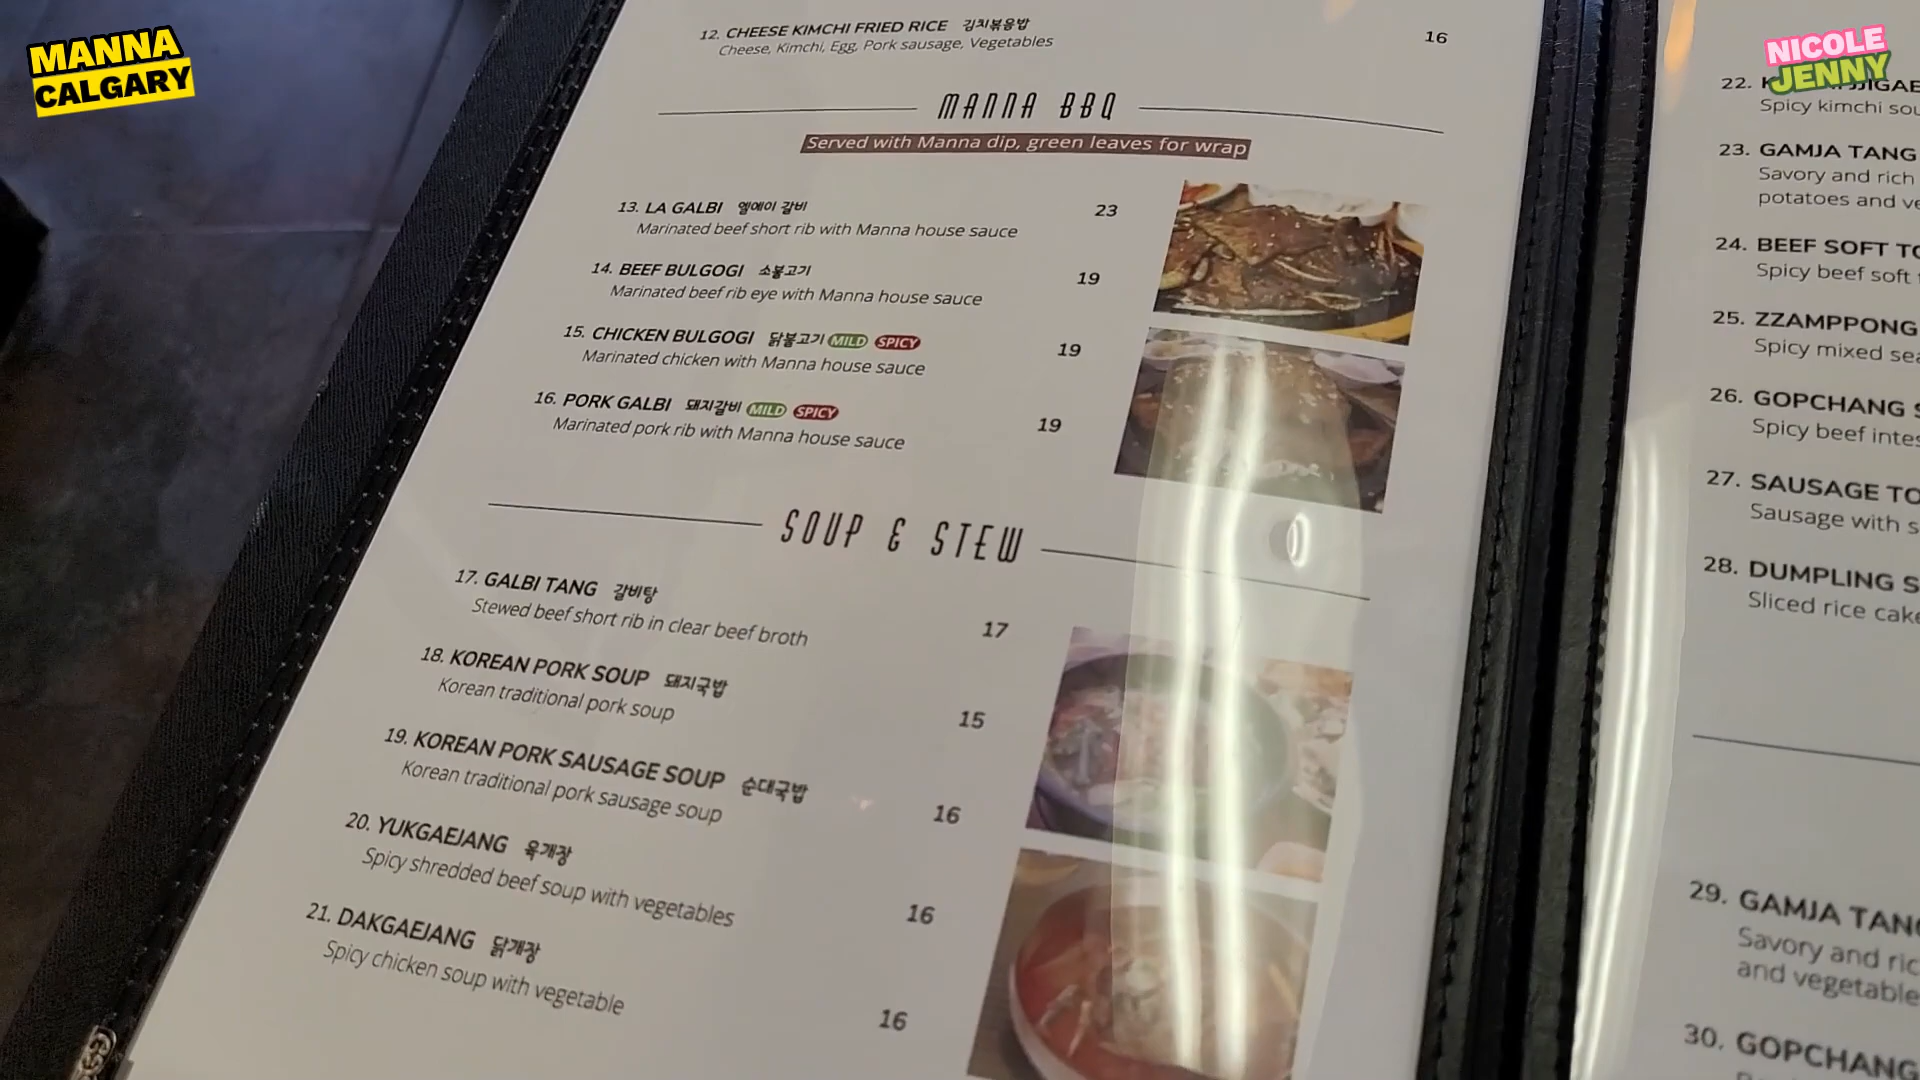 MANNA
CALGARY
NICOLE
JENNY
12. CHEESE KIMCHI FRIED RICE 김치볶음밥 16
Cheese, Kimchi, Egg, Pork sausage, Vegetables
MANNA BBQ
Served with Manna dip, green leaves for wrap
13. LA GALBI 엘에이 갈비 23
Marinated beef short rib with Manna house sauce
14. BEEF BULGOGI 소불고기 19
Marinated beef rib eye with Manna house sauce
15. CHICKEN BULGOGI 닭불고기 MILD SPICY 19
Marinated chicken with Manna house sauce
16. PORK GALBI 돼지갈비 MILD SPICY 19
Marinated pork rib with Manna house sauce
SOUP & STEW
17. GALBI TANG 갈비탕 17
Stewed beef short rib in clear beef broth
18. KOREAN PORK SOUP 돼지국밥 15
Korean traditional pork soup
19. KOREAN PORK SAUSAGE SOUP 순대국밥 16
Korean traditional pork sausage soup
20. YUKGAEJANG 육개장 16
Spicy shredded beef soup with vegetables
21. DAKGAEJANG 닭개장 16
Spicy chicken soup with vegetable
22.
Spicy kimchi
23. GAMJA TANG
Savory and rich
potatoes and
24. BEEF SOFT
Spicy beef soft
25. ZZAMPPONG
Spicy mixed
26. GOPCHANG
Spicy beef
27. SAUSAGE
Sausage with
28. DUMPLING
Sliced rice
29. GAMJA
Savory and
and vegetable
30. GOPCHANG